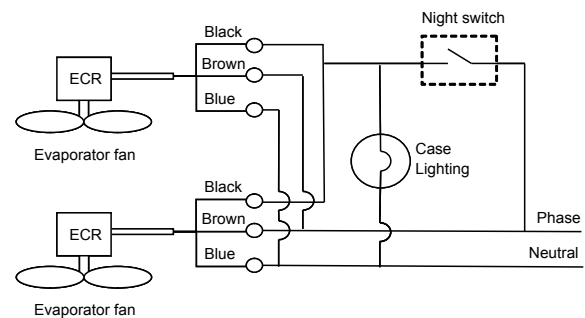 Night switch
Black
Brown
Blue
ECR
Evaporator fan
Case
Lighting
Black
Brown
Blue
ECR
Evaporator fan
Phase
Neutral